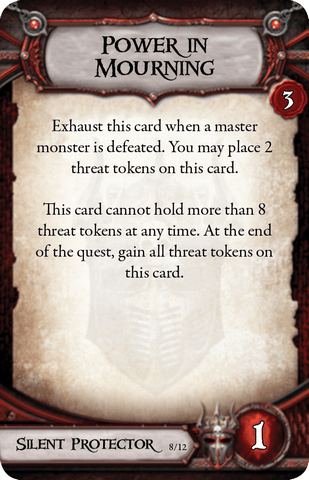 Power in
Mourning
3
Exhaust this card when a master
monster is defeated. You may place 2
threat tokens on this card.
This card cannot hold more than 8
threat tokens at any time. At the end
of the quest, gain all threat tokens on
this card.
Silent Protector 8/12
1